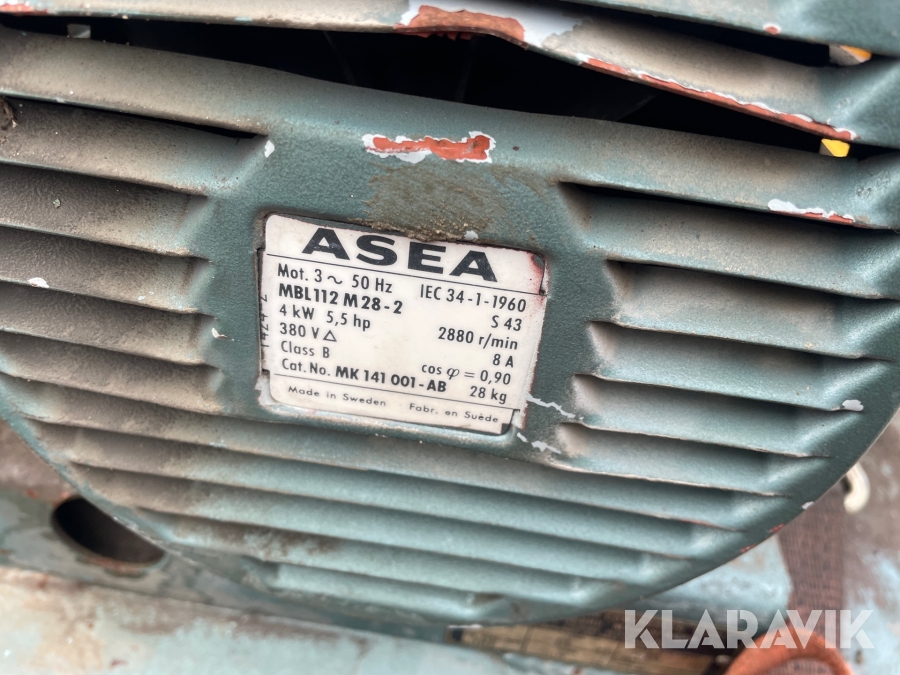 ASEA
Mot. 3~ 50 Hz IEC 34-1-1960
MBL112 M 28-2 S 43
4 kW 5,5 hp 2880 r/min
380 V △ 8 A
Class B cos φ = 0,90
Cat. No. MK 141 001-AB 28 kg
Made in Sweden Fabr. en Suède
KLARAVIK